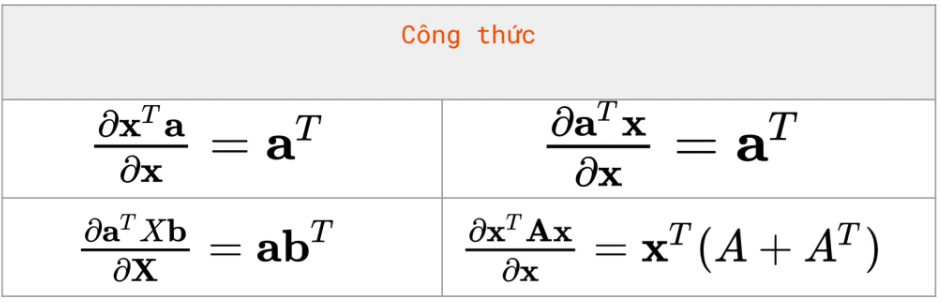 Công thức
$\frac{\partial \mathbf{x}^T \mathbf{a}}{\partial \mathbf{x}} = \mathbf{a}^T$
$\frac{\partial \mathbf{a}^T \mathbf{x}}{\partial \mathbf{x}} = \mathbf{a}^T$
$\frac{\partial \mathbf{a}^T X \mathbf{b}}{\partial \mathbf{X}} = \mathbf{a}\mathbf{b}^T$
$\frac{\partial \mathbf{x}^T \mathbf{A} \mathbf{x}}{\partial \mathbf{x}} = \mathbf{x}^T (A + A^T)$